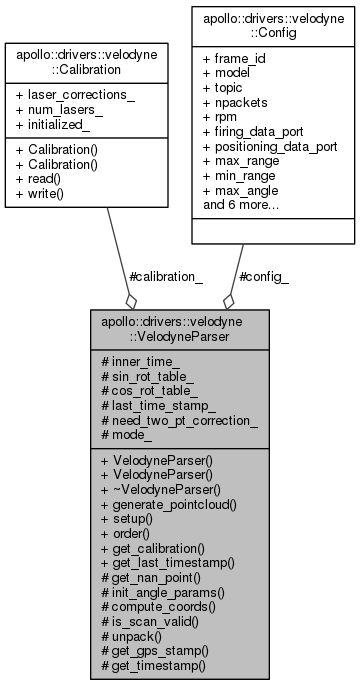 apollo::drivers::velodyne
::Calibration
+ laser_corrections_
+ num_lasers_
+ initialized_
+ Calibration()
+ Calibration()
+ read()
+ write()
apollo::drivers::velodyne
::Config
+ frame_id
+ model
+ topic
+ npackets
+ rpm
+ firing_data_port
+ positioning_data_port
+ max_range
+ min_range
+ max_angle
and 6 more...
#calibration_
#config_
apollo::drivers::velodyne
::VelodyneParser
# inner_time_
# sin_rot_table_
# cos_rot_table_
# last_time_stamp_
# need_two_pt_correction_
# mode_
+ VelodyneParser()
+ VelodyneParser()
+ ~VelodyneParser()
+ generate_pointcloud()
+ setup()
+ order()
+ get_calibration()
+ get_last_timestamp()
# get_nan_point()
# init_angle_params()
# compute_coords()
# is_scan_valid()
# unpack()
# get_gps_stamp()
# get_timestamp()